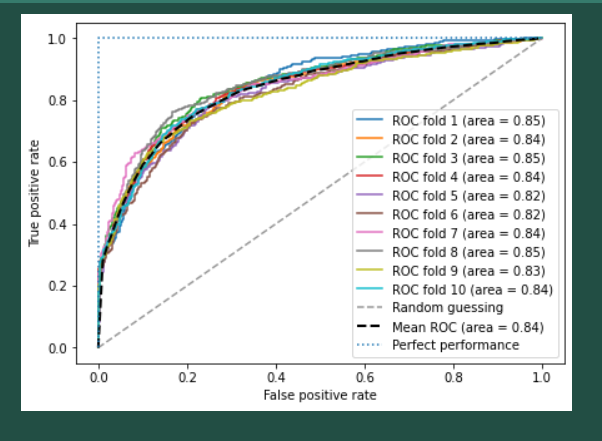 1.0
0.8
0.6
0.4
0.2
0.0
True positive rate
ROC fold 1 (area = 0.85)
ROC fold 2 (area = 0.84)
ROC fold 3 (area = 0.85)
ROC fold 4 (area = 0.84)
ROC fold 5 (area = 0.82)
ROC fold 6 (area = 0.82)
ROC fold 7 (area = 0.84)
ROC fold 8 (area = 0.85)
ROC fold 9 (area = 0.83)
ROC fold 10 (area = 0.84)
Random guessing
Mean ROC (area = 0.84)
Perfect performance
0.0 0.2 0.4 0.6 0.8 1.0
False positive rate